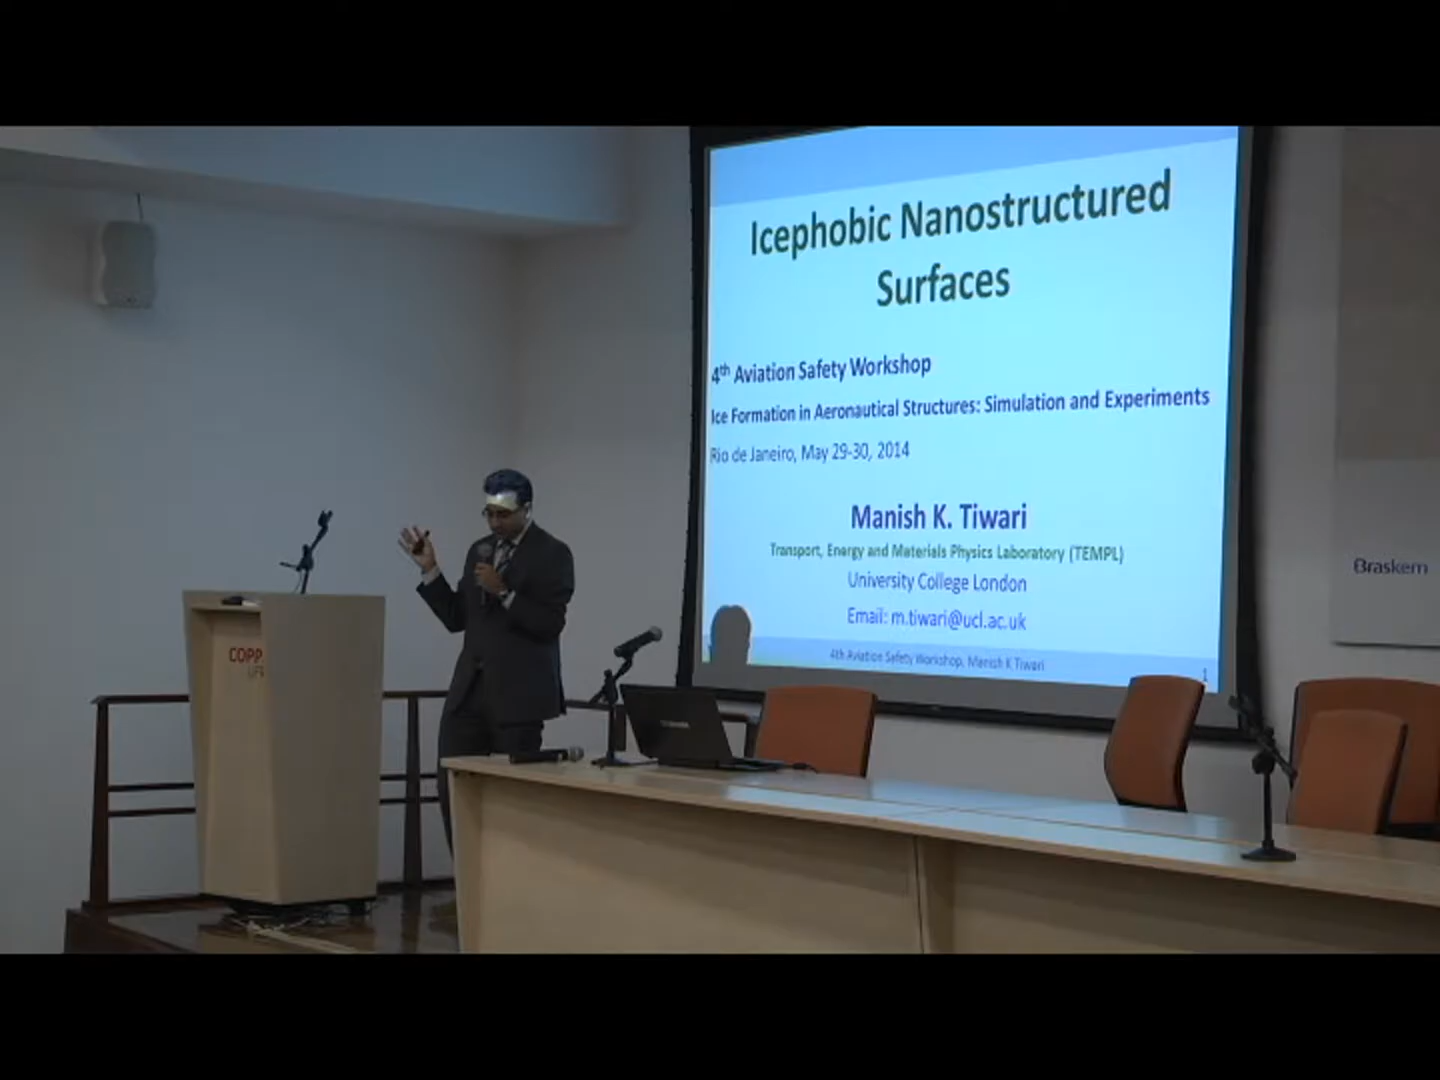 Icephobic Nanostructured
Surfaces
4th Aviation Safety Workshop
Ice Formation in Aeronautical Structures: Simulation and Experiments
Rio de Janeiro, May 29-30, 2014
Manish K. Tiwari
Transport, Energy and Materials Physics Laboratory (TEMPL)
University College London
Email: m.tiwari@ucl.ac.uk
4th Aviation Safety Workshop, Manish K Tiwari
1
Braskem
COPP
UFR